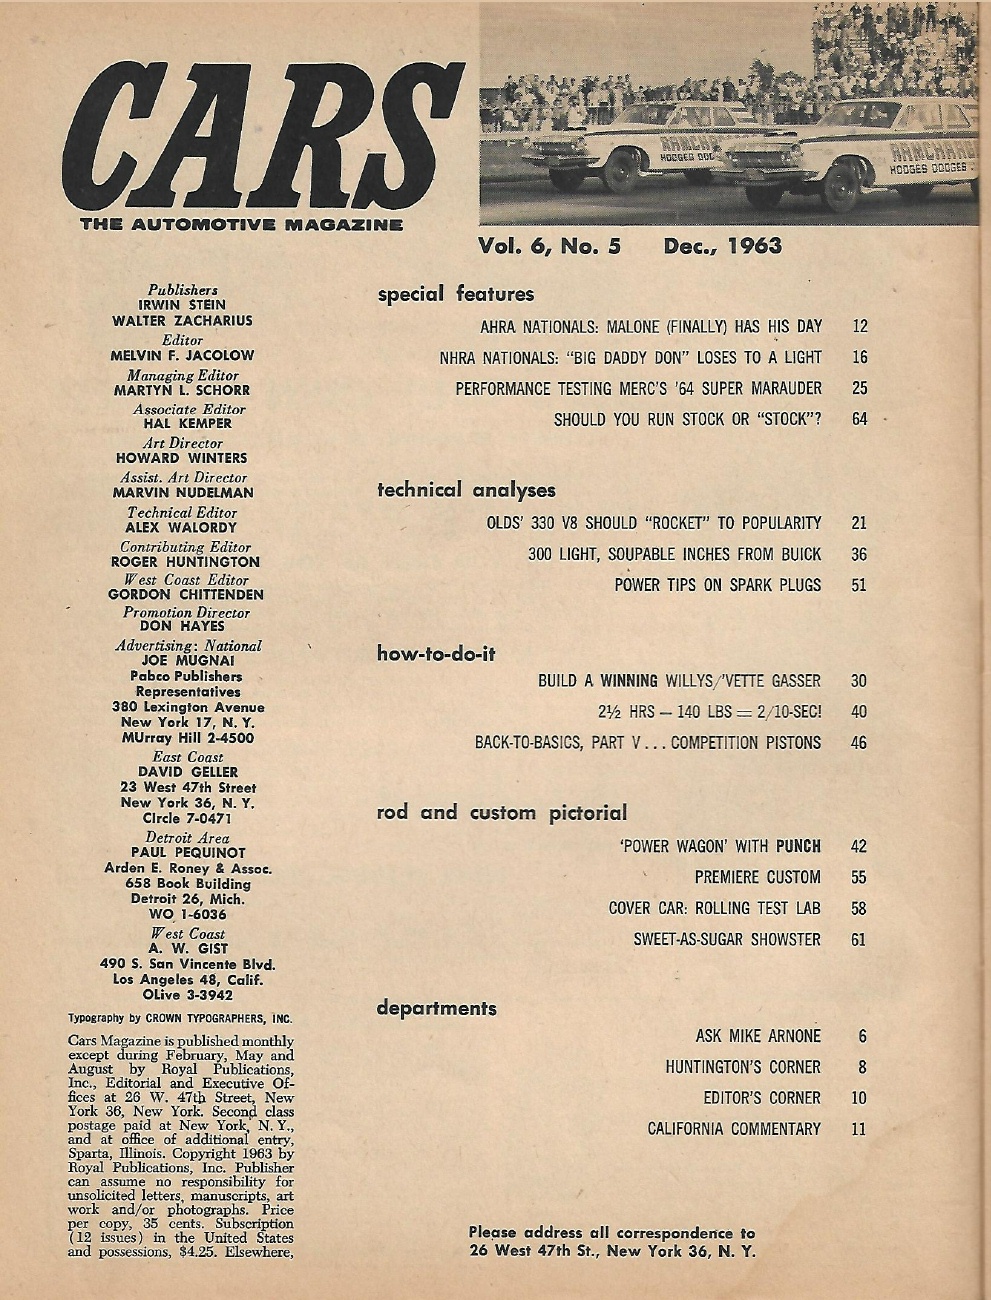 CARS
THE AUTOMOTIVE MAGAZINE
RAMCHARG
HODGES DODGES
Vol. 6, No. 5 Dec., 1963
Publishers
IRWIN STEIN
WALTER ZACHARIUS
Editor
MELVIN F. JACOLOW
Managing Editor
MARTYN L. SCHORR
Associate Editor
HAL KEMPER
Art Director
HOWARD WINTERS
Assist. Art Director
MARVIN NUDELMAN
Technical Editor
ALEX WALORDY
Contributing Editor
ROGER HUNTINGTON
West Coast Editor
GORDON CHITTENDEN
Promotion Director
DON HAYES
Advertising: National
JOE MUGNAI
Pabco Publishers
Representatives
380 Lexington Avenue
New York 17, N. Y.
MUrray Hill 2-4500
East Coast
DAVID GELLER
23 West 47th Street
New York 36, N. Y.
CIrcle 7-0471
Detroit Area
PAUL PEQUINOT
Arden E. Roney & Assoc.
658 Book Building
Detroit 26, Mich.
WO 1-6036
West Coast
A. W. GIST
490 S. San Vincente Blvd.
Los Angeles 48, Calif.
OLive 3-3942
Typography by CROWN TYPOGRAPHERS, INC.
Cars Magazine is published monthly
except during February, May and
August by Royal Publications,
Inc., Editorial and Executive Of-
fices at 26 W. 47th Street, New
York 36, New York. Second class
postage paid at New York, N. Y.,
and at office of additional entry,
Sparta, Illinois. Copyright 1963 by
Royal Publications, Inc. Publisher
can assume no responsibility for
unsolicited letters, manuscripts, art
work and/or photographs. Price
per copy, 35 cents. Subscription
(12 issues) in the United States
and possessions, $4.25. Elsewhere,
special features
AHRA NATIONALS: MALONE (FINALLY) HAS HIS DAY 12
NHRA NATIONALS: “BIG DADDY DON” LOSES TO A LIGHT 16
PERFORMANCE TESTING MERC'S '64 SUPER MARAUDER 25
SHOULD YOU RUN STOCK OR “STOCK”? 64
technical analyses
OLDS' 330 V8 SHOULD “ROCKET” TO POPULARITY 21
300 LIGHT, SOUPABLE INCHES FROM BUICK 36
POWER TIPS ON SPARK PLUGS 51
how-to-do-it
BUILD A WINNING WILLYS/'VETTE GASSER 30
2½ HRS — 140 LBS = 2/10-SEC! 40
BACK-TO-BASICS, PART V... COMPETITION PISTONS 46
rod and custom pictorial
'POWER WAGON' WITH PUNCH 42
PREMIERE CUSTOM 55
COVER CAR: ROLLING TEST LAB 58
SWEET-AS-SUGAR SHOWSTER 61
departments
ASK MIKE ARNONE 6
HUNTINGTON'S CORNER 8
EDITOR'S CORNER 10
CALIFORNIA COMMENTARY 11
Please address all correspondence to
26 West 47th St., New York 36, N. Y.